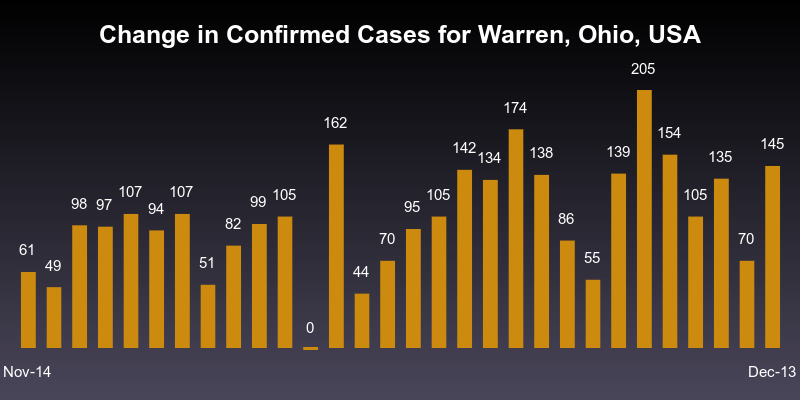 Change in Confirmed Cases for Warren, Ohio, USA
61 49 98 97 107 94 107 51 82 99 105 0 162 44 70 95 105 142 134 174 138 86 55 139 205 154 105 135 70 145
Nov-14 Dec-13